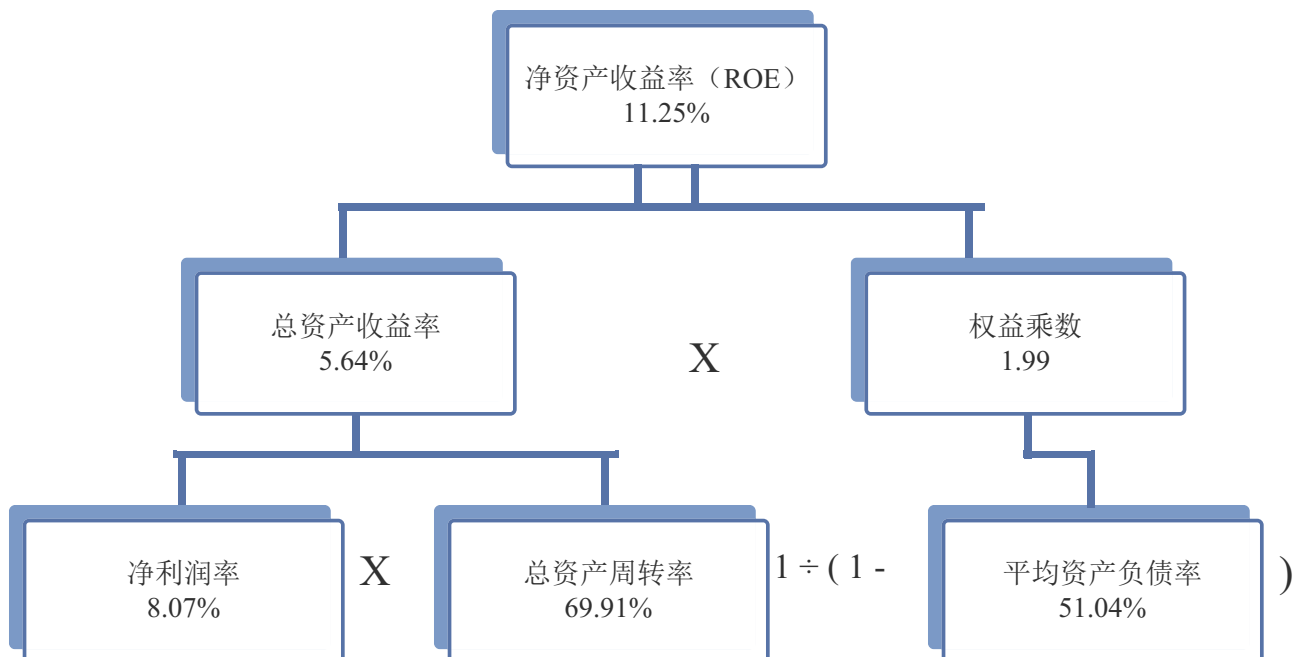 净资产收益率（ROE）
11.25%
总资产收益率
5.64%
X
权益乘数
1.99
净利润率
8.07%
X
总资产周转率
69.91%
1 ÷ ( 1 -
平均资产负债率
51.04%
)